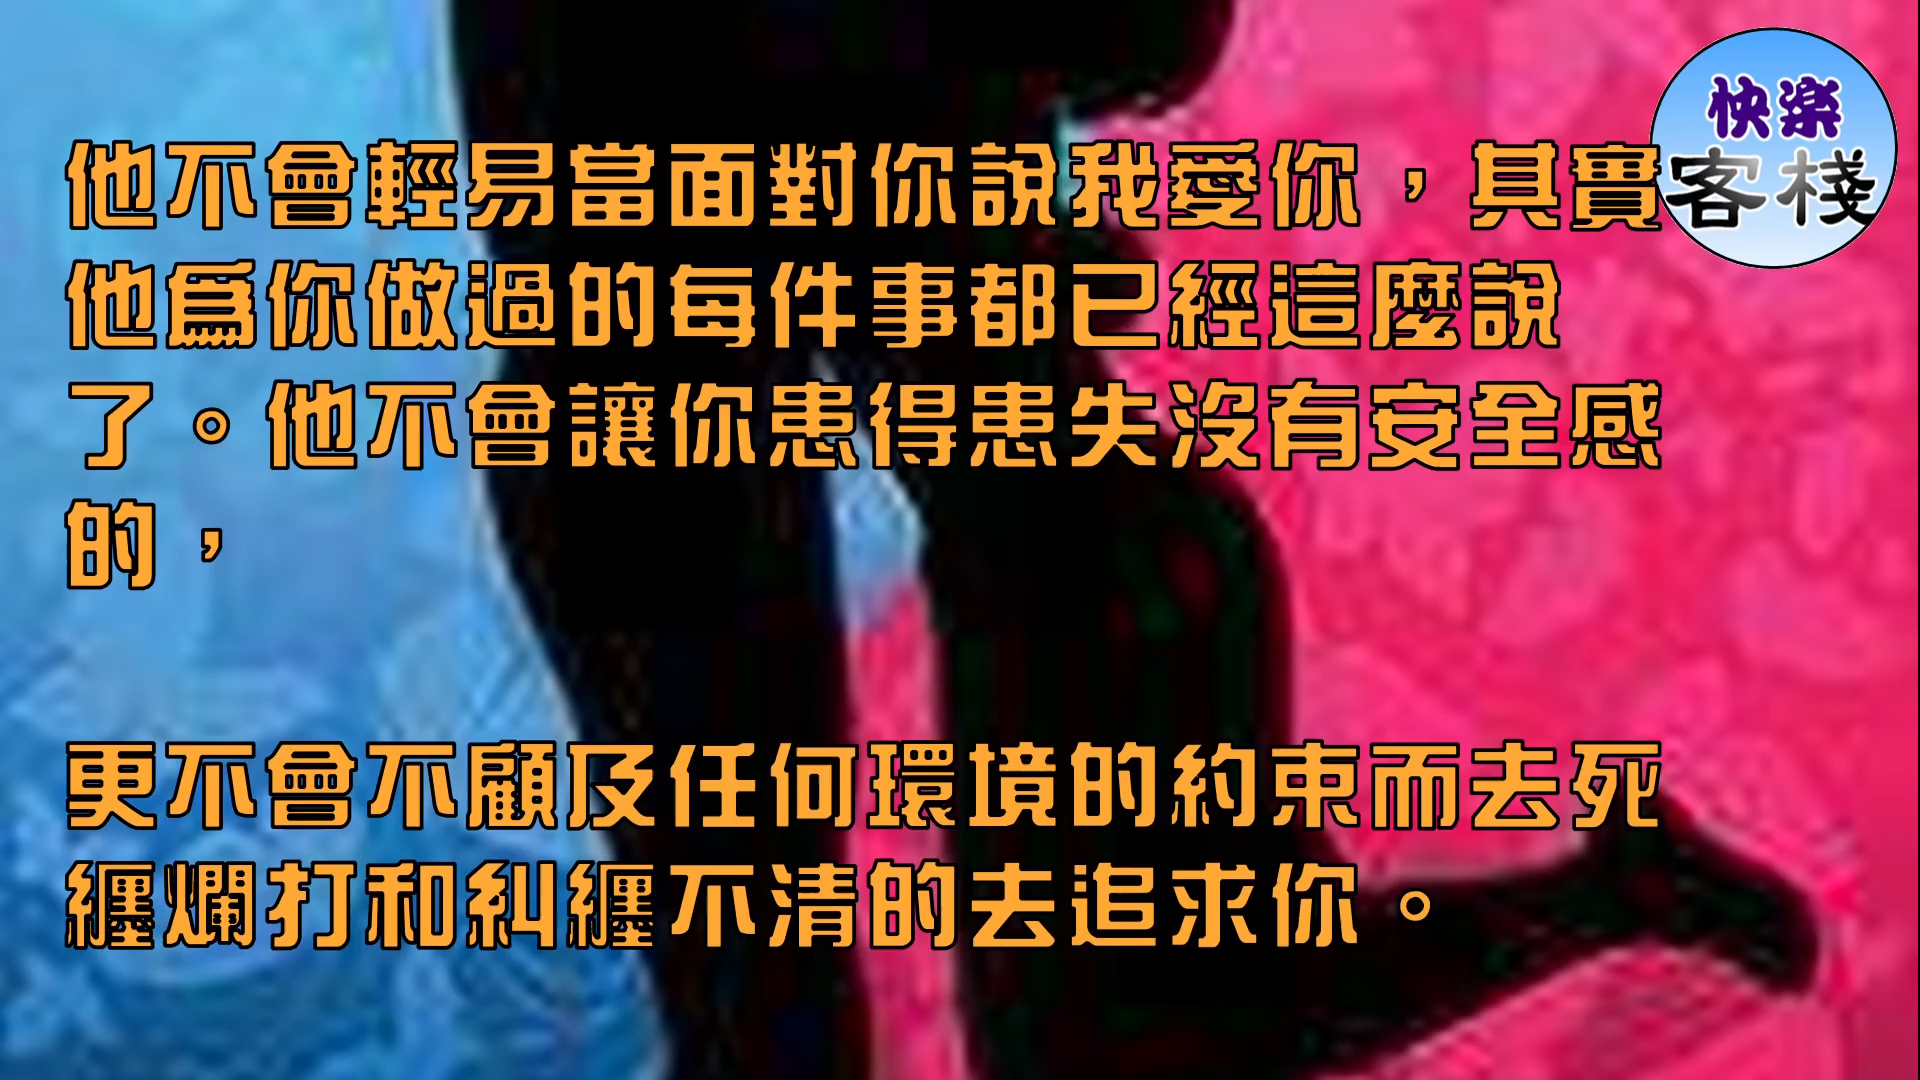 快楽
客棧
他不會輕易當面對你說我愛你，其實
他爲你做過的每件事都已經這麼說
了。他不會讓你患得患失沒有安全感
的，
更不會不顧及任何環境的約束而去死
纏爛打和糾纏不清的去追求你。